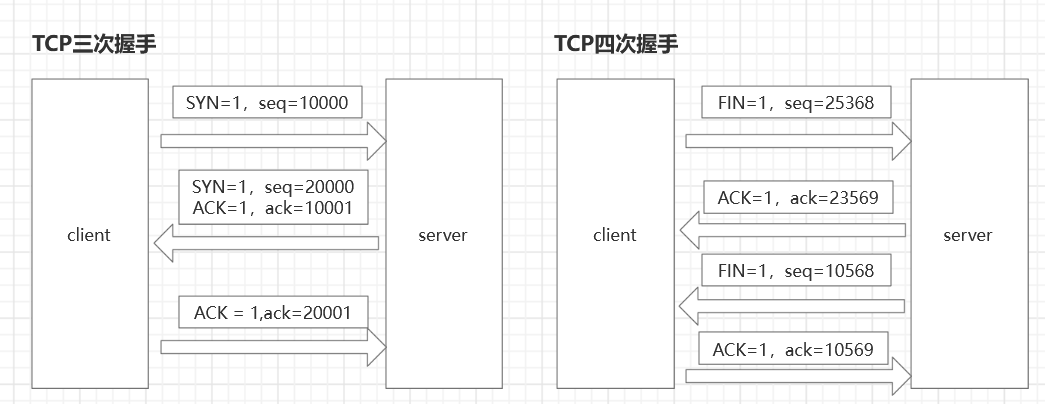 TCP三次握手
SYN=1，seq=10000
SYN=1，seq=20000
ACK=1，ack=10001
client
server
ACK = 1,ack=20001
TCP四次握手
FIN=1，seq=25368
ACK=1，ack=23569
client
server
FIN=1，seq=10568
ACK=1，ack=10569